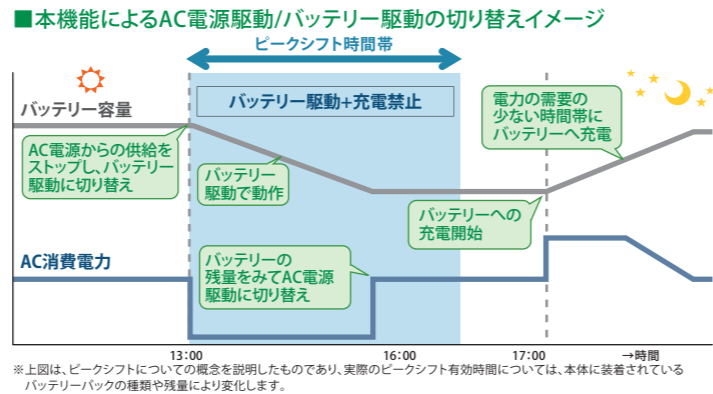 ■本機能によるAC電源駆動/バッテリー駆動の切り替えイメージ
ピークシフト時間帯
バッテリー駆動+充電禁止
バッテリー容量
電力の需要の
少ない時間帯に
バッテリーへ充電
AC電源からの供給を
ストップし、バッテリー
駆動に切り替え
バッテリー
駆動で動作
バッテリーへの
充電開始
AC消費電力
バッテリーの
残量をみてAC電源
駆動に切り替え
13:00 16:00 17:00 →時間
※上図は、ピークシフトについての概念を説明したものであり、実際のピークシフト有効時間については、本体に装着されている
バッテリーパックの種類や残量により変化します。